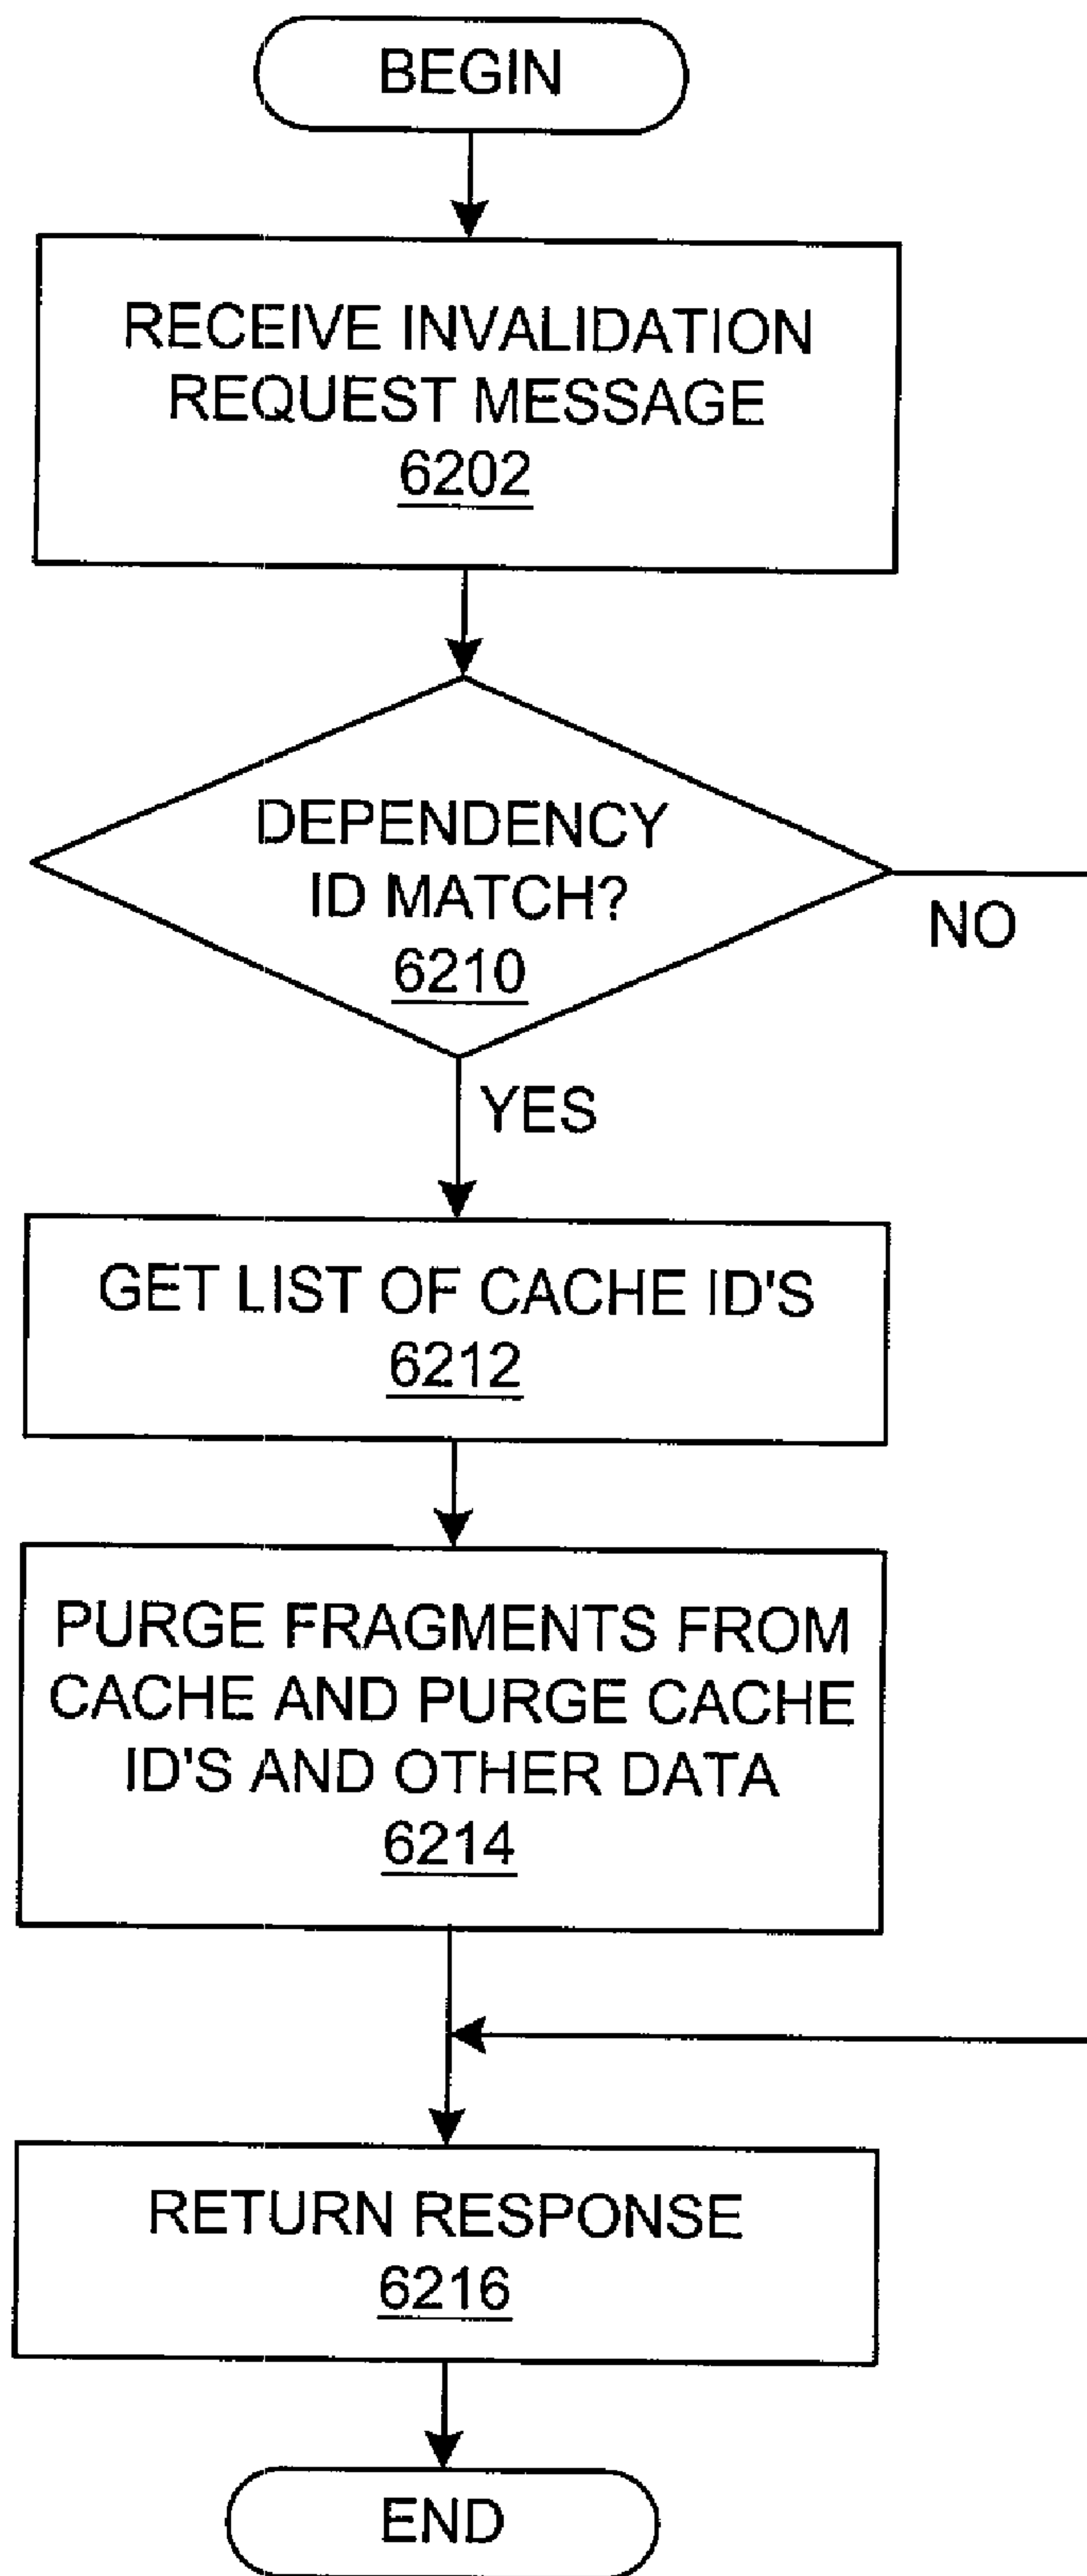 BEGIN
RECEIVE INVALIDATION
REQUEST MESSAGE
6202
DEPENDENCY
ID MATCH?
6210
NO
YES
GET LIST OF CACHE ID'S
6212
PURGE FRAGMENTS FROM
CACHE AND PURGE CACHE
ID'S AND OTHER DATA
6214
RETURN RESPONSE
6216
END